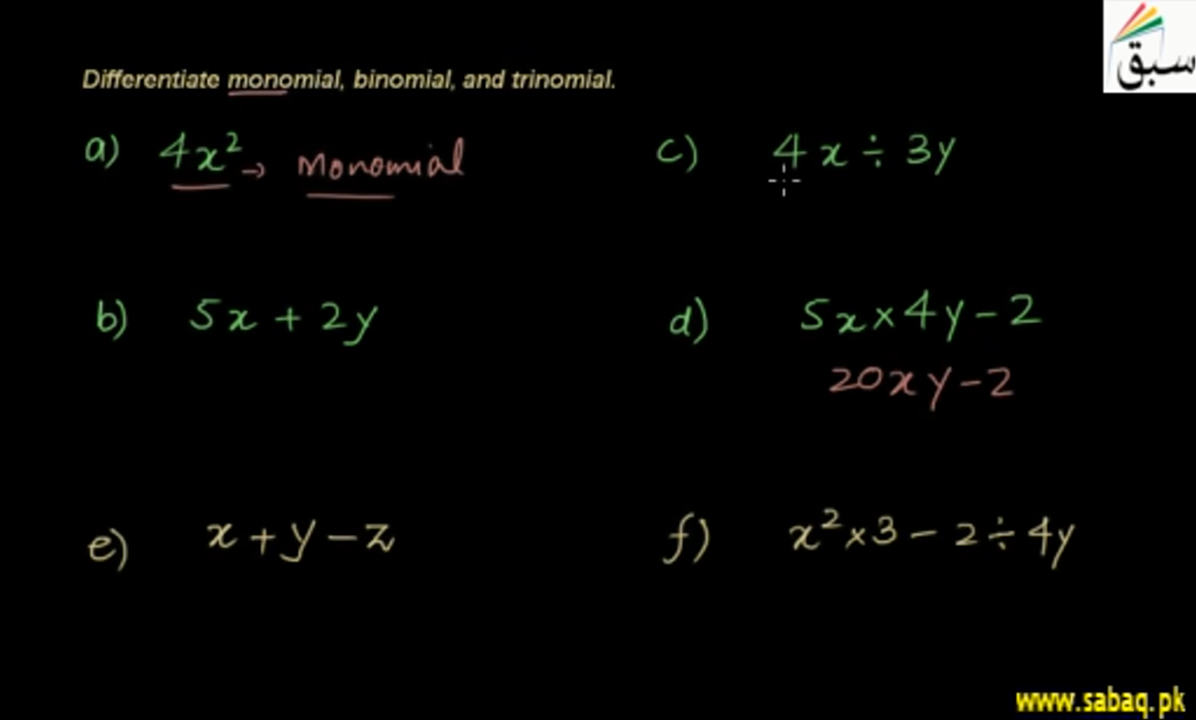 سبق
Differentiate monomial, binomial, and trinomial.
a) 4x² → Monomial
c) 4x ÷ 3y
b) 5x + 2y
d) 5x × 4y − 2
20xy − 2
e) x + y − z
f) x² × 3 − 2 ÷ 4y
www.sabaq.pk